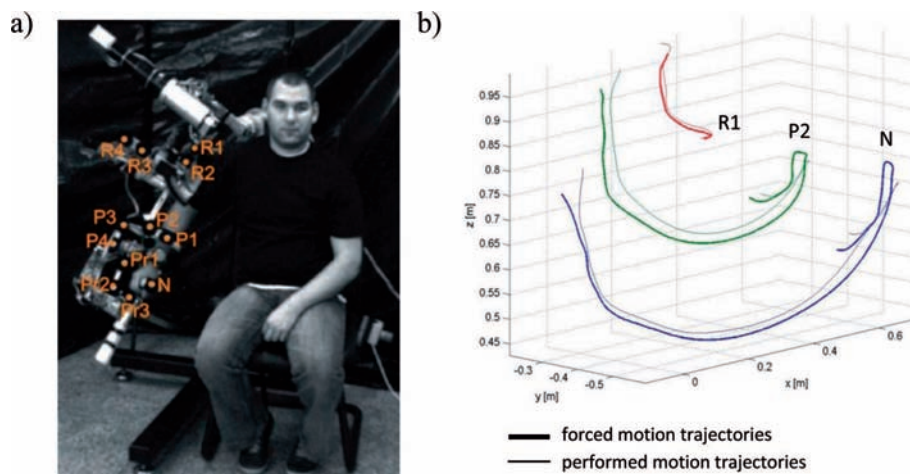 a)
R4
R3
R1
R2
P3
P2
P4
P1
Pr1
Pr2
N
Pr3
b)
R1
P2
N
0.95
0.9
0.85
0.8
0.75
0.7
0.65
0.6
0.55
0.5
0.45
z [m]
-0.3
-0.4
-0.5
y [m]
0
0.2
0.4
0.6
x [m]
forced motion trajectories
performed motion trajectories